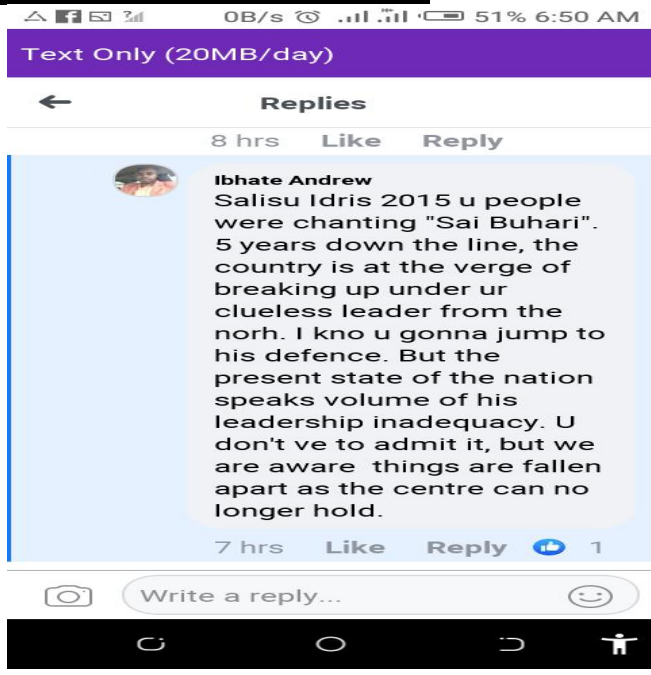 0B/s 51% 6:50 AM
Text Only (20MB/day)
Replies
8 hrs Like Reply
Ibhate Andrew
Salisu Idris 2015 u people
were chanting "Sai Buhari".
5 years down the line, the
country is at the verge of
breaking up under ur
clueless leader from the
norh. I kno u gonna jump to
his defence. But the
present state of the nation
speaks volume of his
leadership inadequacy. U
don't ve to admit it, but we
are aware things are fallen
apart as the centre can no
longer hold.
7 hrs Like Reply 1
Write a reply...